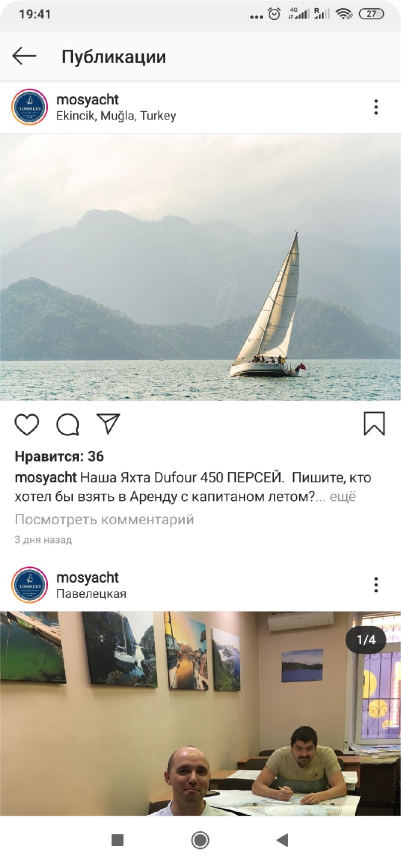 19:41
4G
R
27
Публикации
mosyacht
Ekincik, Muğla, Turkey
Нравится: 36
mosyacht Наша Яхта Dufour 450 ПЕРСЕЙ. Пишите, кто
хотел бы взять в Аренду с капитаном летом?... ещё
Посмотреть комментарий
3 дня назад
mosyacht
Павелецкая
1/4